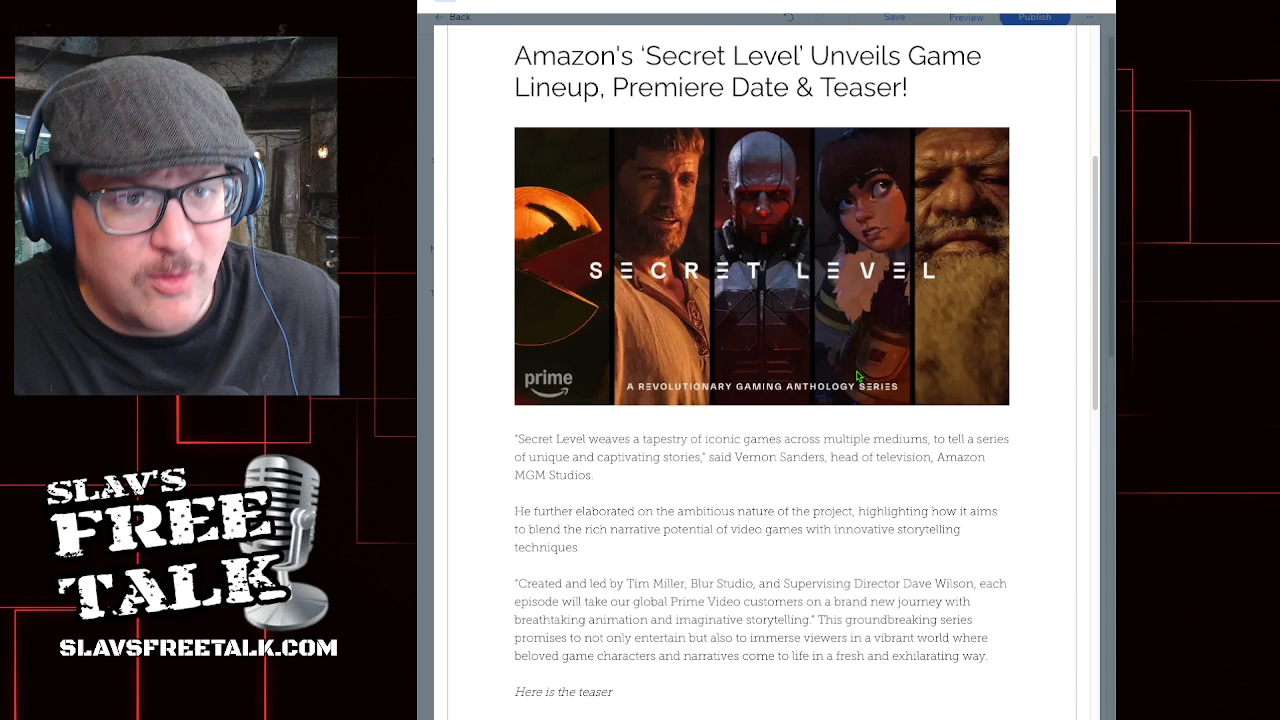 Back
Save
Preview
Publish
Amazon's ‘Secret Level’ Unveils Game
Lineup, Premiere Date & Teaser!
SECRET LEVEL
prime
A REVOLUTIONARY GAMING ANTHOLOGY SERIES
“Secret Level weaves a tapestry of iconic games across multiple mediums, to tell a series
of unique and captivating stories,” said Vernon Sanders, head of television, Amazon
MGM Studios.
He further elaborated on the ambitious nature of the project, highlighting how it aims
to blend the rich narrative potential of video games with innovative storytelling
techniques.
“Created and led by Tim Miller, Blur Studio, and Supervising Director Dave Wilson, each
episode will take our global Prime Video customers on a brand new journey with
breathtaking animation and imaginative storytelling.” This groundbreaking series
promises to not only entertain but also to immerse viewers in a vibrant world where
beloved game characters and narratives come to life in a fresh and exhilarating way.
Here is the teaser
SLAV'S
FREE
TALK
SLAVSFREETALK.COM